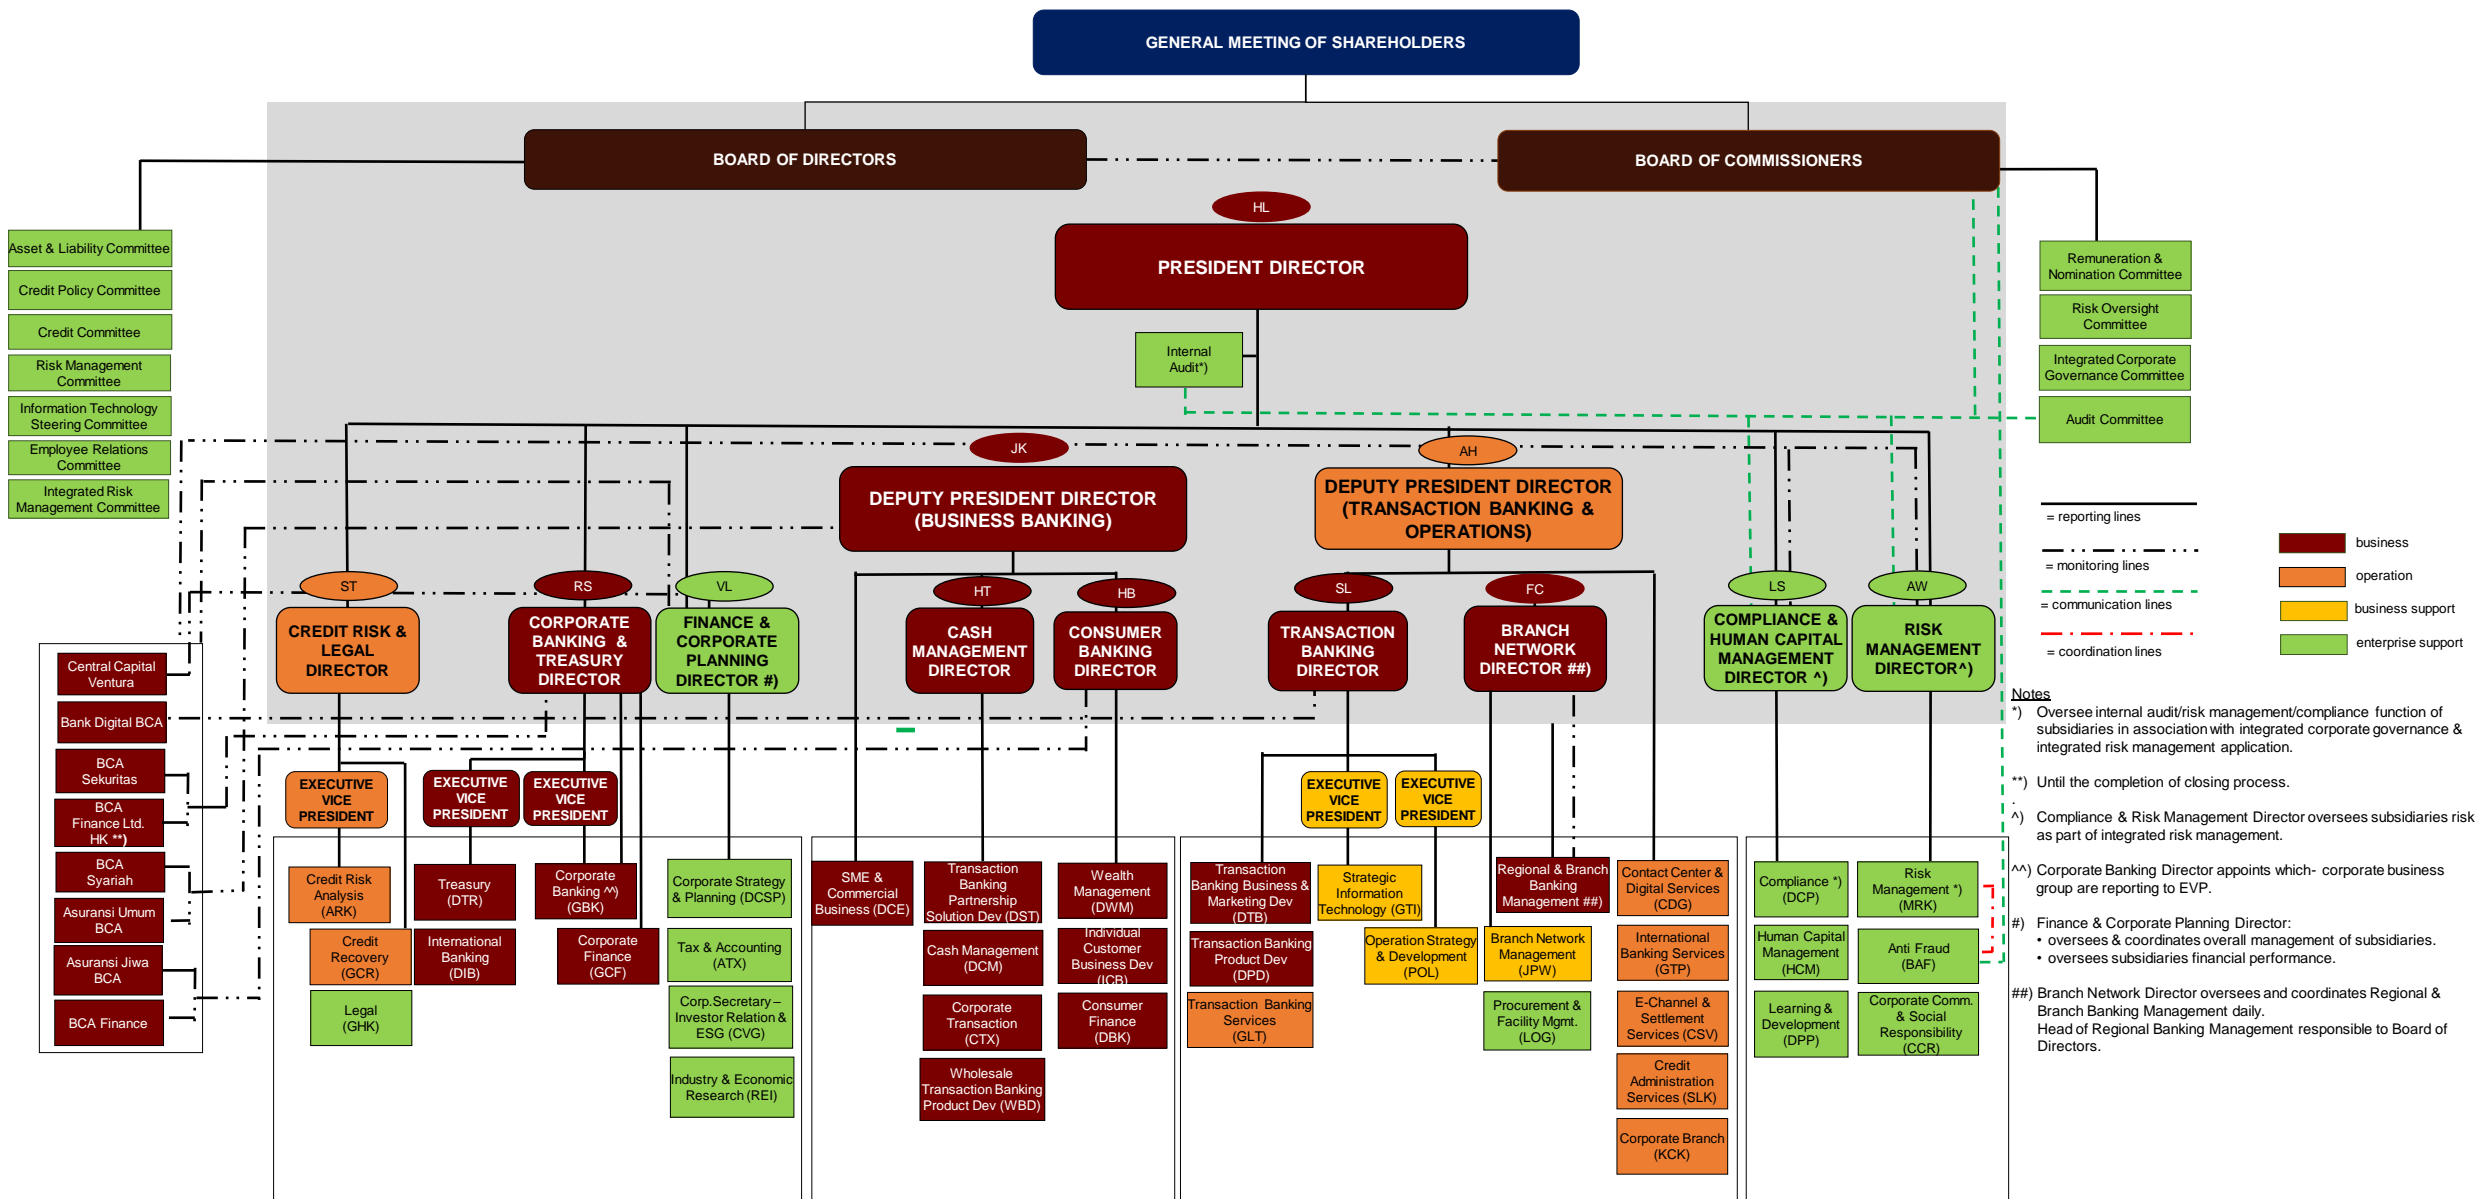 GENERAL MEETING OF SHAREHOLDERS
BOARD OF DIRECTORS
BOARD OF COMMISSIONERS
HL
PRESIDENT DIRECTOR
Asset & Liability Committee
Credit Policy Committee
Credit Committee
Risk Management
Committee
Information Technology
Steering Committee
Employee Relations
Committee
Integrated Risk
Management Committee
Remuneration &
Nomination Committee
Risk Oversight
Committee
Integrated Corporate
Governance Committee
Audit Committee
Internal
Audit*)
JK
DEPUTY PRESIDENT DIRECTOR
(BUSINESS BANKING)
AH
DEPUTY PRESIDENT DIRECTOR
(TRANSACTION BANKING &
OPERATIONS)
ST
CREDIT RISK &
LEGAL
DIRECTOR
RS
CORPORATE
BANKING &
TREASURY
DIRECTOR
VL
FINANCE &
CORPORATE
PLANNING
DIRECTOR #)
HT
CASH
MANAGEMENT
DIRECTOR
HB
CONSUMER
BANKING
DIRECTOR
SL
TRANSACTION
BANKING
DIRECTOR
FC
BRANCH
NETWORK
DIRECTOR ##)
LS
COMPLIANCE &
HUMAN CAPITAL
MANAGEMENT
DIRECTOR ^)
AW
RISK
MANAGEMENT
DIRECTOR^)
= reporting lines
= monitoring lines
= communication lines
= coordination lines
business
operation
business support
enterprise support
Central Capital
Ventura
Bank Digital BCA
BCA
Sekuritas
BCA
Finance Ltd.
HK **)
BCA
Syariah
Asuransi Umum
BCA
Asuransi Jiwa
BCA
BCA Finance
EXECUTIVE
VICE
PRESIDENT
EXECUTIVE
VICE
PRESIDENT
EXECUTIVE
VICE
PRESIDENT
EXECUTIVE
VICE
PRESIDENT
EXECUTIVE
VICE
PRESIDENT
Credit Risk
Analysis
(ARK)
Credit
Recovery
(GCR)
Legal
(GHK)
Treasury
(DTR)
International
Banking
(DIB)
Corporate
Banking ^^)
(GBK)
Corporate
Finance
(GCF)
Corporate Strategy
& Planning (DCSP)
Tax & Accounting
(ATX)
Corp.Secretary –
Investor Relation &
ESG (CVG)
Industry & Economic
Research (REI)
SME &
Commercial
Business (DCE)
Transaction
Banking
Partnership
Solution Dev (DST)
Cash Management
(DCM)
Corporate
Transaction
(CTX)
Wholesale
Transaction Banking
Product Dev (WBD)
Wealth
Management
(DWM)
Individual
Customer
Business Dev
(ICB)
Consumer
Finance
(DBK)
Transaction
Banking Business &
Marketing Dev
(DTB)
Transaction Banking
Product Dev
(DPD)
Transaction Banking
Services
(GLT)
Strategic
Information
Technology (GTI)
Operation Strategy
& Development
(POL)
Regional & Branch
Banking
Management ##)
Branch Network
Management
(JPW)
Procurement &
Facility Mgmt.
(LOG)
Contact Center &
Digital Services
(CDG)
International
Banking Services
(GTP)
E-Channel &
Settlement
Services (CSV)
Credit
Administration
Services (SLK)
Corporate Branch
(KCK)
Compliance *)
(DCP)
Human Capital
Management
(HCM)
Learning &
Development
(DPP)
Risk
Management *)
(MRK)
Anti Fraud
(BAF)
Corporate Comm.
& Social
Responsibility
(CCR)
Notes
*) Oversee internal audit/risk management/compliance function of
subsidiaries in association with integrated corporate governance &
integrated risk management application.
**) Until the completion of closing process.
.
^) Compliance & Risk Management Director oversees subsidiaries risk
as part of integrated risk management.
^^) Corporate Banking Director appoints which- corporate business
group are reporting to EVP.
#) Finance & Corporate Planning Director:
• oversees & coordinates overall management of subsidiaries.
• oversees subsidiaries financial performance.
##) Branch Network Director oversees and coordinates Regional &
Branch Banking Management daily.
Head of Regional Banking Management responsible to Board of
Directors.